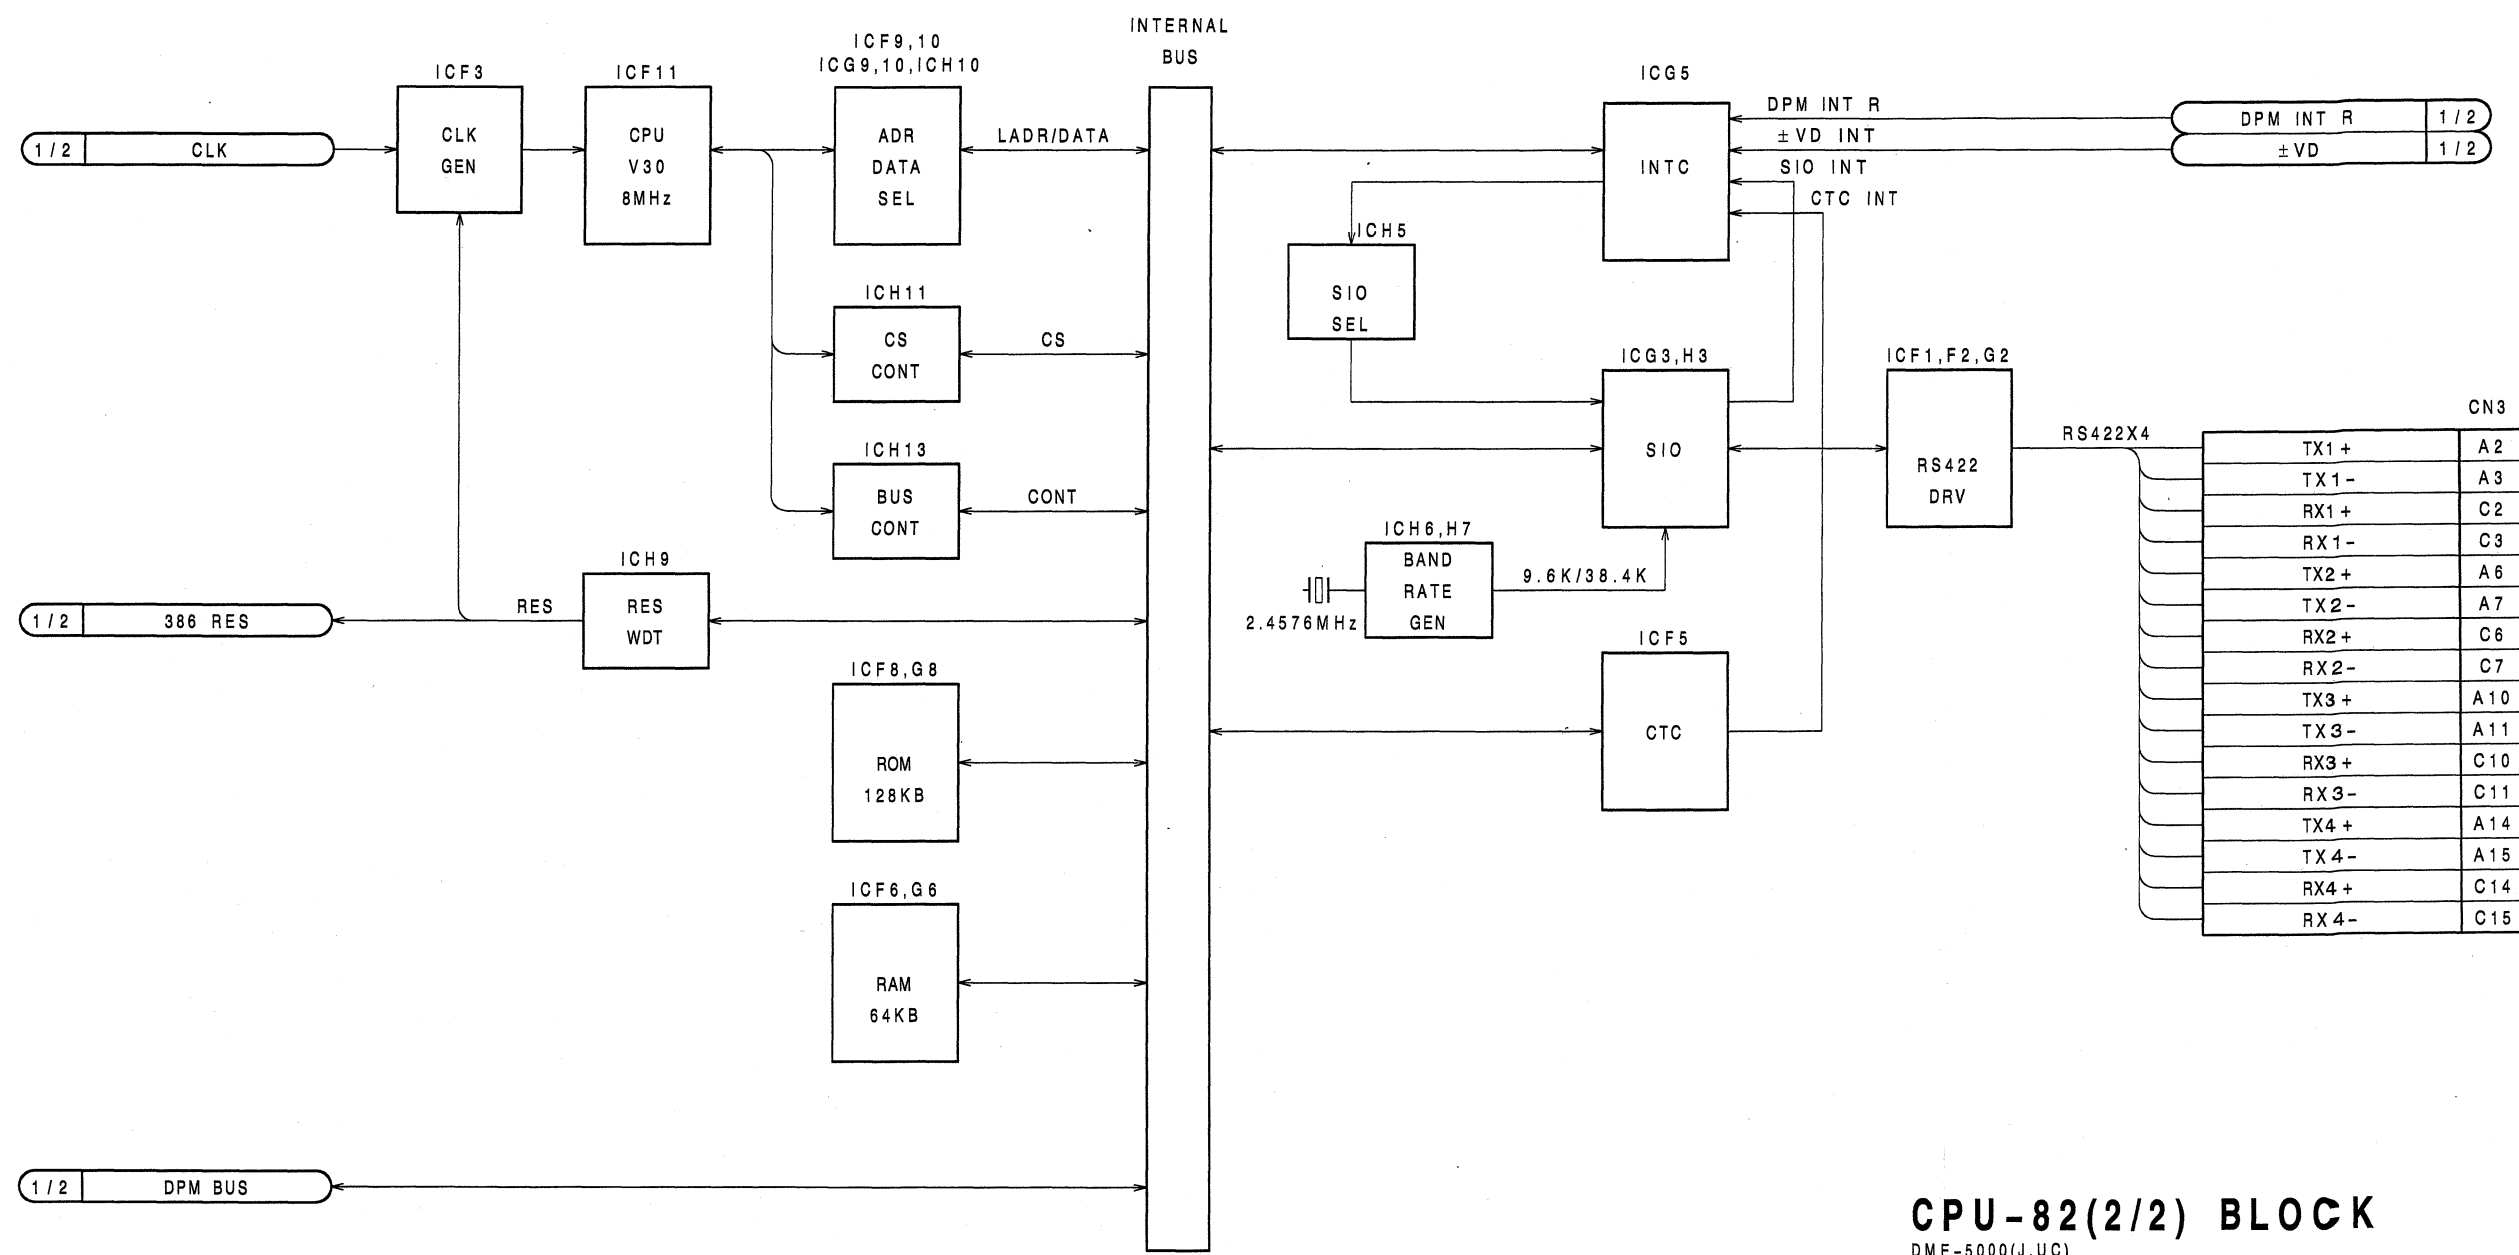 INTERNAL
BUS
ICF3
CLK
GEN
ICF11
CPU
V30
8MHz
ICF9,10
ICG9,10,ICH10
ADR
DATA
SEL
LADR/DATA
1/2 CLK
ICH11
CS
CONT
CS
ICH13
BUS
CONT
CONT
ICH9
RES
WDT
RES
1/2 386 RES
ICF8,G8
ROM
128KB
ICF6,G6
RAM
64KB
1/2 DPM BUS
ICG5
INTC
DPM INT R
±VD INT
SIO INT
CTC INT
DPM INT R 1/2
±VD 1/2
ICH5
SIO
SEL
ICG3,H3
SIO
ICF1,F2,G2
RS422
DRV
RS422X4
ICH6,H7
BAND
RATE
GEN
9.6K/38.4K
2.4576MHz
ICF5
CTC
CN3
TX1+ A2
TX1- A3
RX1+ C2
RX1- C3
TX2+ A6
TX2- A7
RX2+ C6
RX2- C7
TX3+ A10
TX3- A11
RX3+ C10
RX3- C11
TX4+ A14
TX4- A15
RX4+ C14
RX4- C15
CPU-82(2/2) BLOCK
DME-5000(J,UC)